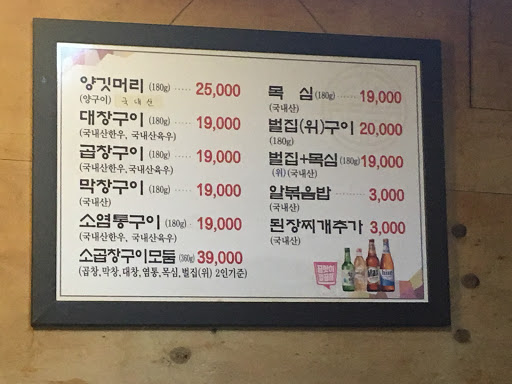 양깃머리 (180g) ····· 25,000
(양구이) 국내산
대창구이 (180g) ····· 19,000
(국내산한우, 국내산육우)
곱창구이 (180g) ····· 19,000
(국내산한우, 국내산육우)
막창구이 (180g) ····· 19,000
(국내산)
소염통구이 (180g) ·· 19,000
(국내산한우, 국내산육우)
소곱창구이모둠 (360g) 39,000
(곱창,막창,대창,염통,목심,벌집(위) 2인기준)
목 심 (180g) ····· 19,000
(국내산)
벌집(위)구이 20,000
(180g)
벌집+목심 (180g) 19,000
(위)(국내산)
알볶음밥 ····· 3,000
(국내산)
된장찌개추가 3,000
(국내산)